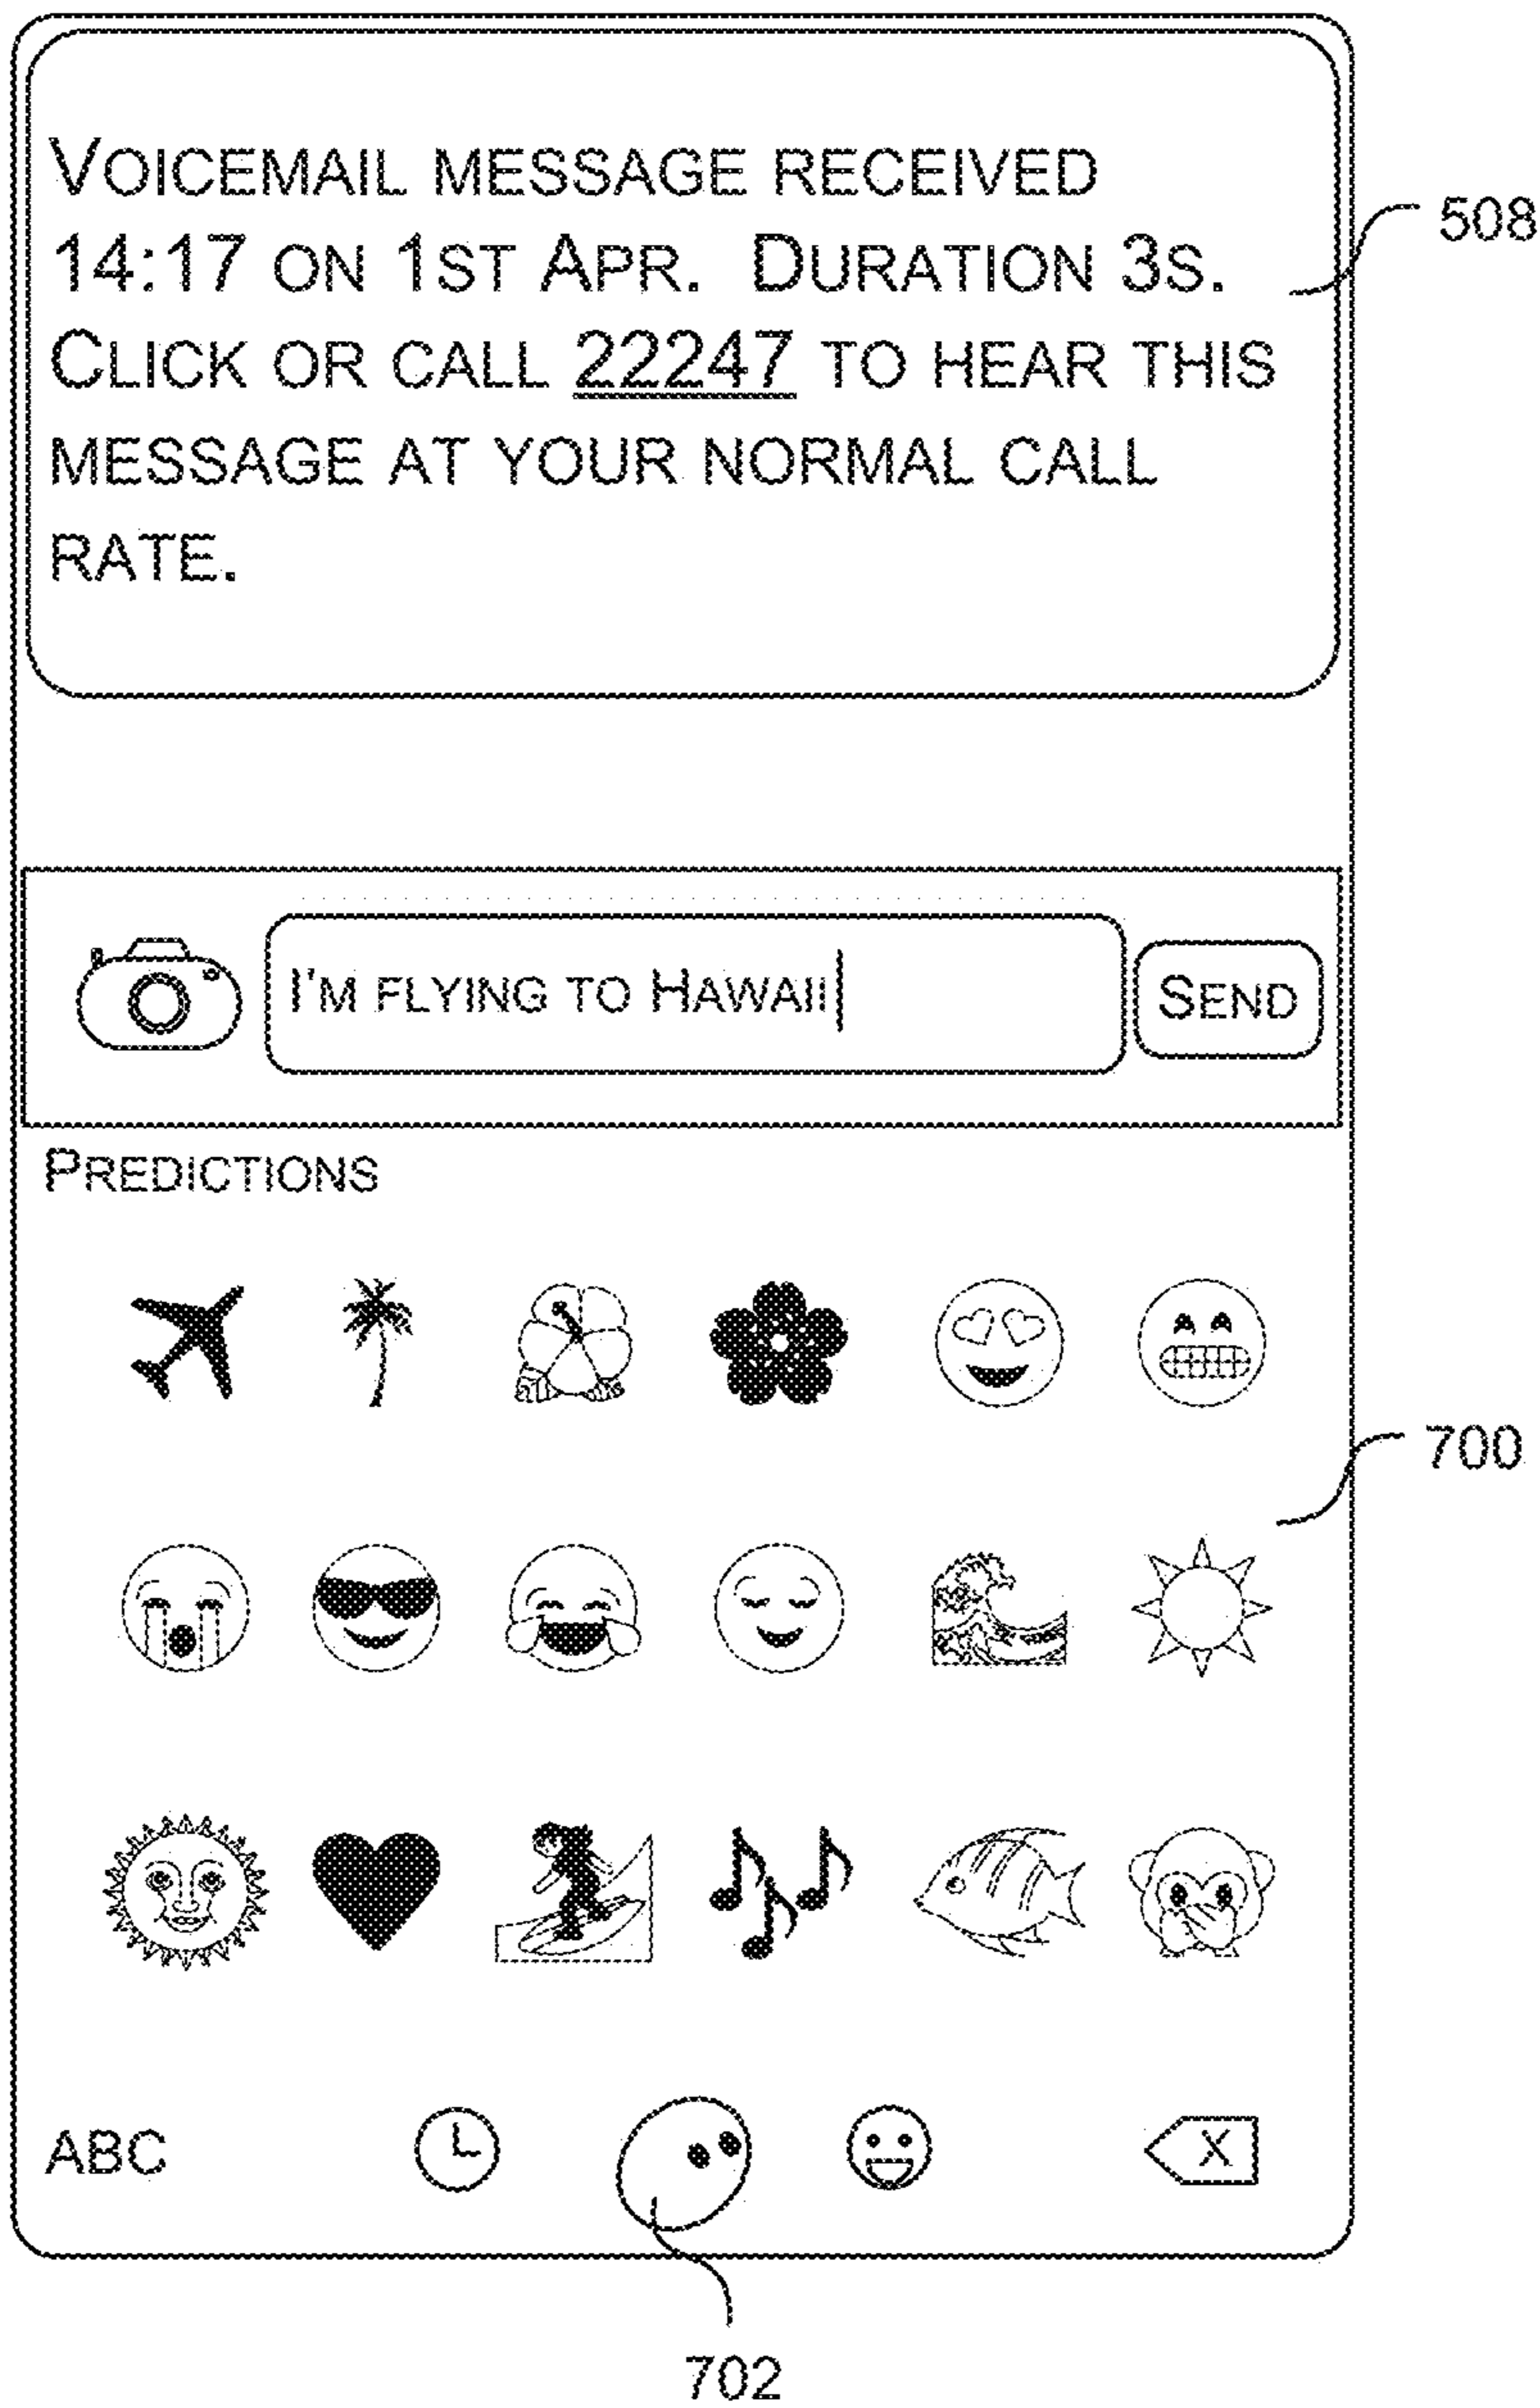 VOICEMAIL MESSAGE RECEIVED
14:17 ON 1ST APR. DURATION 3S.
CLICK OR CALL 22247 TO HEAR THIS
MESSAGE AT YOUR NORMAL CALL
RATE.
508
I'M FLYING TO HAWAII
SEND
PREDICTIONS
700
ABC
X
702